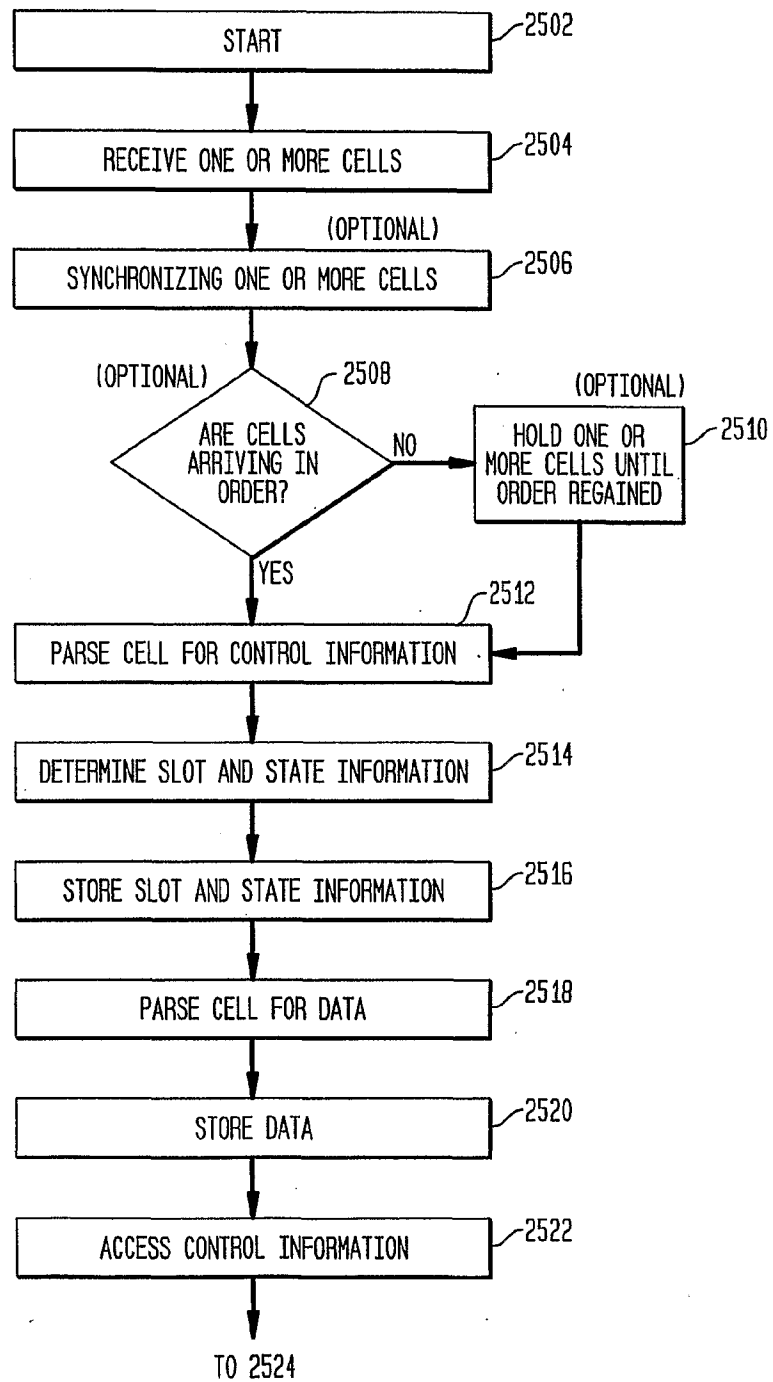 START
2502
RECEIVE ONE OR MORE CELLS
2504
(OPTIONAL)
SYNCHRONIZING ONE OR MORE CELLS
2506
(OPTIONAL)
2508
ARE CELLS
ARRIVING IN
ORDER?
NO
YES
(OPTIONAL)
HOLD ONE OR
MORE CELLS UNTIL
ORDER REGAINED
2510
2512
PARSE CELL FOR CONTROL INFORMATION
DETERMINE SLOT AND STATE INFORMATION
2514
STORE SLOT AND STATE INFORMATION
2516
PARSE CELL FOR DATA
2518
STORE DATA
2520
ACCESS CONTROL INFORMATION
2522
TO 2524